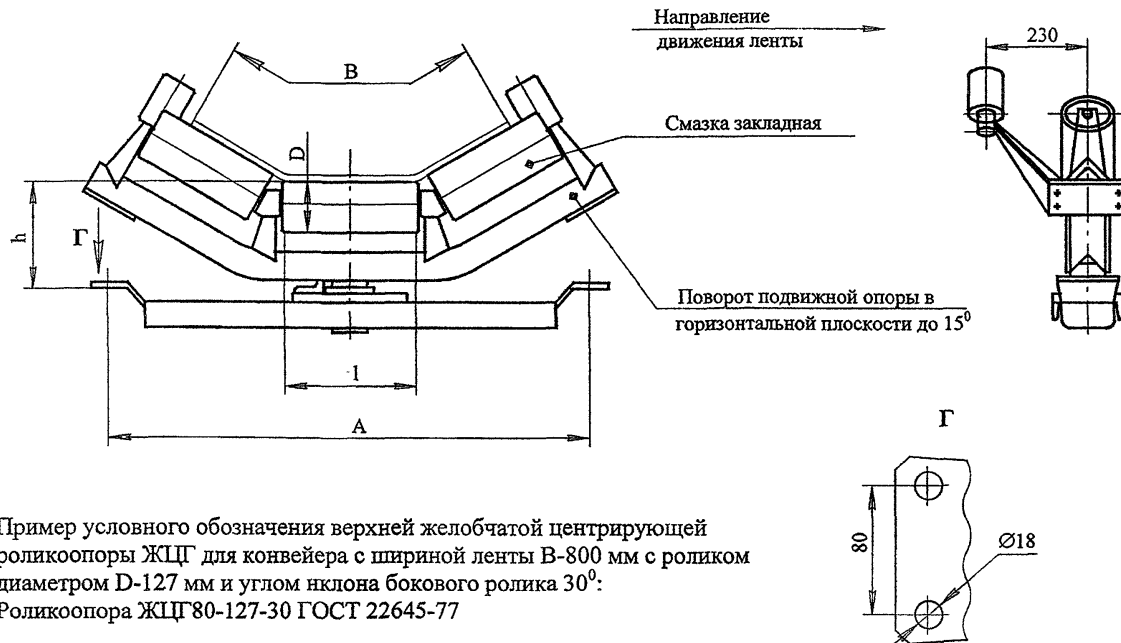 Направление
движения ленты
230
B
Смазка закладная
D
h
Г
Поворот подвижной опоры в
горизонтальной плоскости до 15⁰
l
A
Г
80
Ø18
Пример условного обозначения верхней желобчатой центрирующей
роликоопоры ЖЦГ для конвейера с шириной ленты В-800 мм с роликом
диаметром D-127 мм и углом нклона бокового ролика 30⁰:
Роликоопора ЖЦГ80-127-30 ГОСТ 22645-77